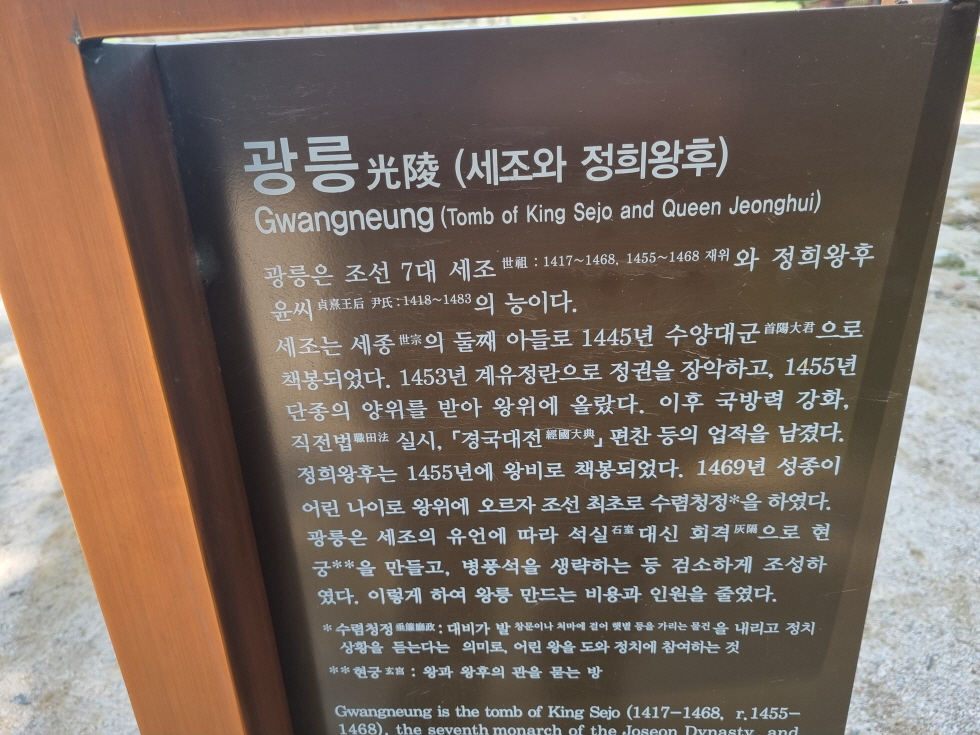 광릉 光陵 (세조와 정희왕후)
Gwangneung (Tomb of King Sejo and Queen Jeonghui)
광릉은 조선 7대 세조 世祖 : 1417~1468, 1455~1468 재위 와 정희왕후
윤씨 貞熹王后 尹氏 : 1418~1483 의 능이다.
세조는 세종 世宗 의 둘째 아들로 1445년 수양대군 首陽大君 으로
책봉되었다. 1453년 계유정란으로 정권을 장악하고, 1455년
단종의 양위를 받아 왕위에 올랐다. 이후 국방력 강화,
직전법 職田法 실시, 「경국대전 經國大典」 편찬 등의 업적을 남겼다.
정희왕후는 1455년에 왕비로 책봉되었다. 1469년 성종이
어린 나이로 왕위에 오르자 조선 최초로 수렴청정*을 하였다.
광릉은 세조의 유언에 따라 석실 石室 대신 회격 灰隔 으로 현
궁**을 만들고, 병풍석을 생략하는 등 검소하게 조성하
였다. 이렇게 하여 왕릉 만드는 비용과 인원을 줄였다.
* 수렴청정 垂簾聽政 : 대비가 발 창문이나 처마에 걸어 햇볕 등을 가리는 물건 을 내리고 정치
상황을 듣는다는 의미로, 어린 왕을 도와 정치에 참여하는 것
** 현궁 玄宮 : 왕과 왕후의 관을 묻는 방
Gwangneung is the tomb of King Sejo (1417–1468, r. 1455–
1468), the seventh monarch of the Joseon Dynasty, and